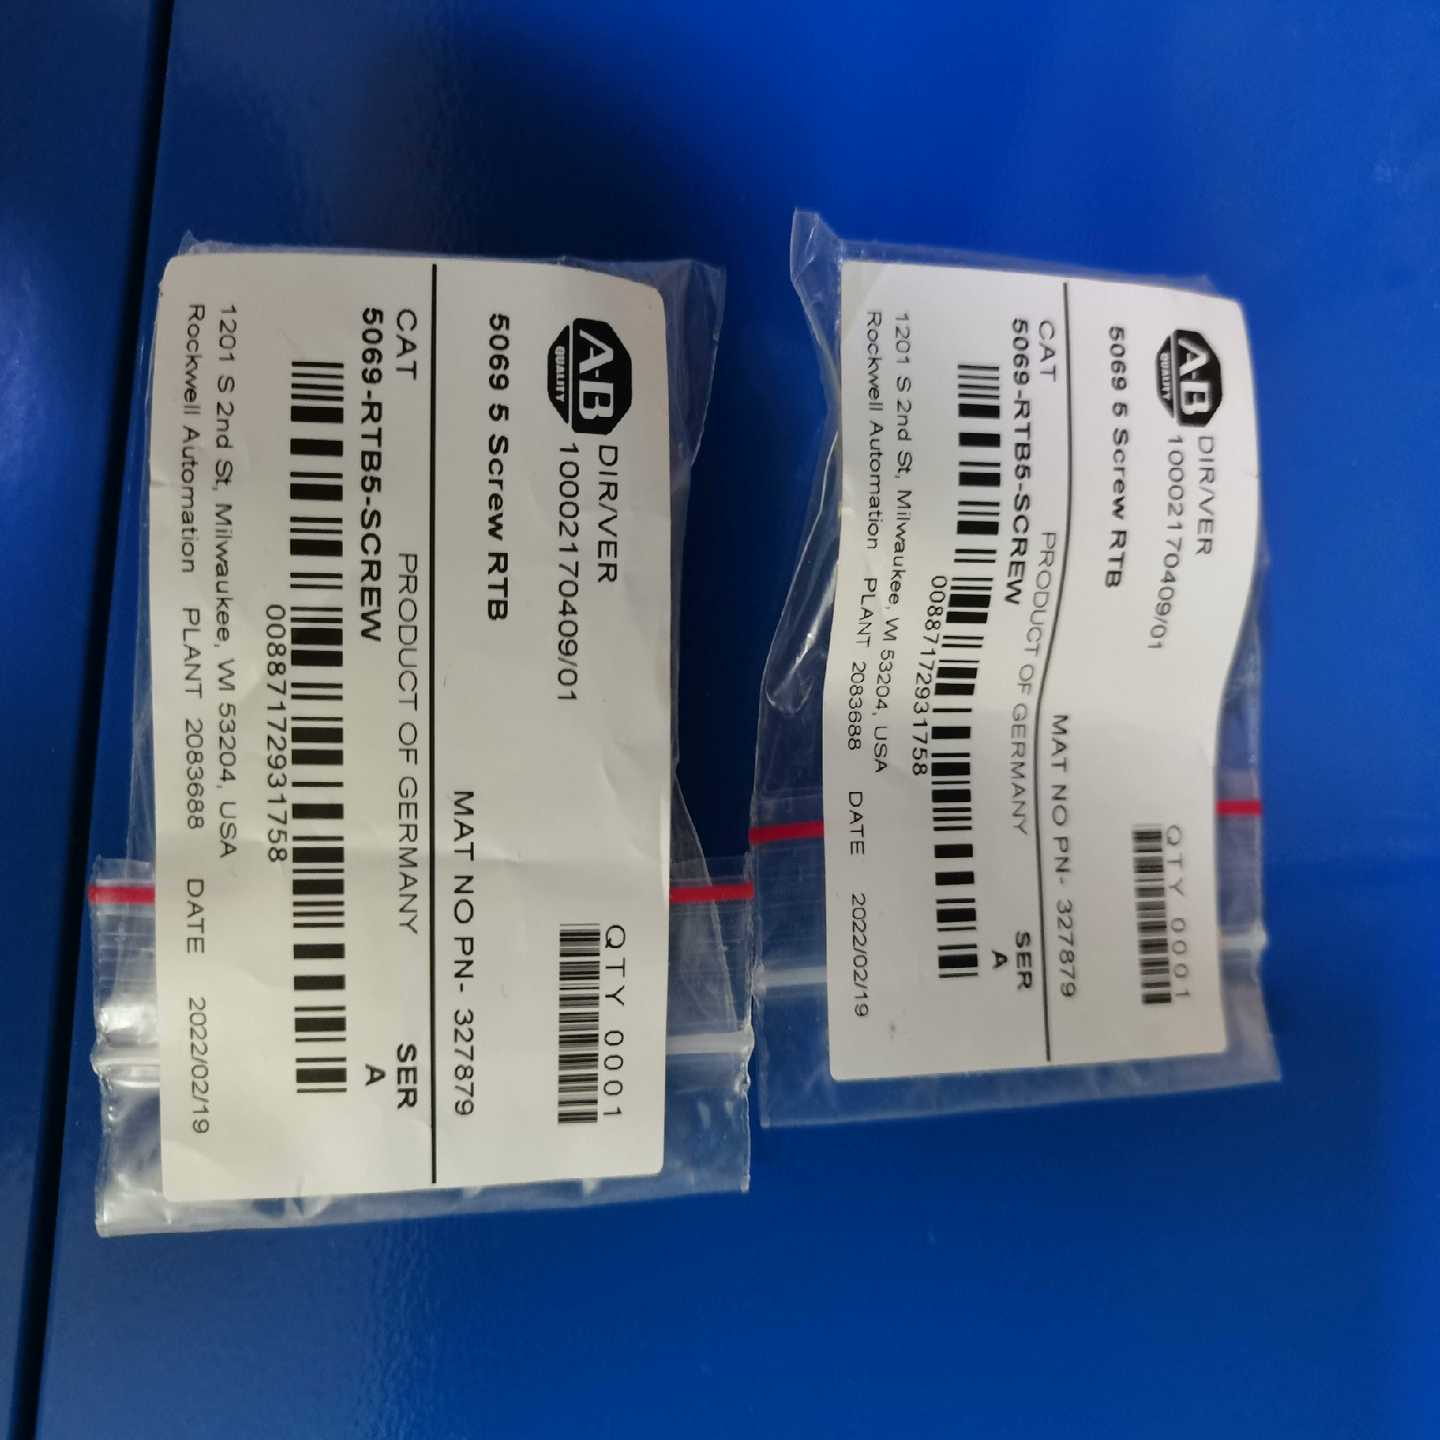 A-B
QUALITY
DIR/VER
10002170409/01
QTY 0001
5069 5 Screw RTB
MAT NO PN- 327879
CAT
PRODUCT OF GERMANY
SER
5069-RTB5-SCREW
A
00887172931758
1201 S 2nd St, Milwaukee, WI 53204, USA
Rockwell Automation PLANT 2083688 DATE 2022/02/19
A-B
QUALITY
DIR/VER
10002170409/01
QTY 0001
5069 5 Screw RTB
MAT NO PN- 327879
CAT
PRODUCT OF GERMANY
SER
5069-RTB5-SCREW
A
00887172931758
1201 S 2nd St, Milwaukee, WI 53204, USA
Rockwell Automation PLANT 2083688 DATE 2022/02/19